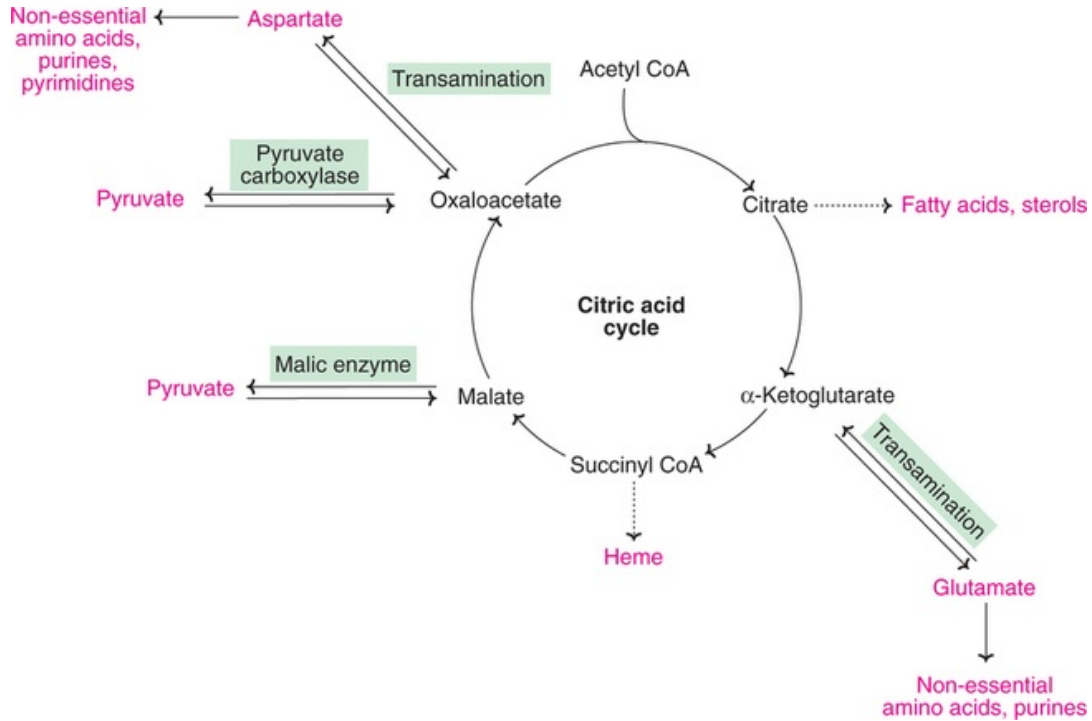 Non-essential
amino acids,
purines,
pyrimidines
Aspartate
Transamination
Acetyl CoA
Pyruvate
carboxylase
Pyruvate
Oxaloacetate
Citrate
Fatty acids, sterols
Citric acid
cycle
Malic enzyme
Pyruvate
Malate
α-Ketoglutarate
Succinyl CoA
Transamination
Heme
Glutamate
Non-essential
amino acids, purines